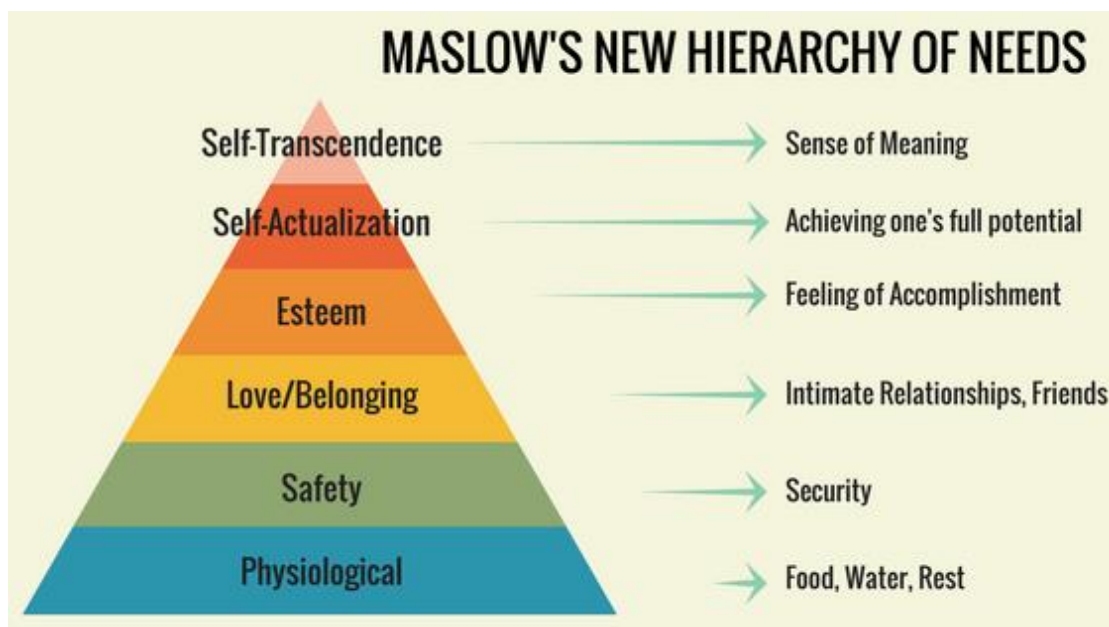 MASLOW'S NEW HIERARCHY OF NEEDS
Self-Transcendence
Sense of Meaning
Self-Actualization
Achieving one's full potential
Esteem
Feeling of Accomplishment
Love/Belonging
Intimate Relationships, Friends
Safety
Security
Physiological
Food, Water, Rest